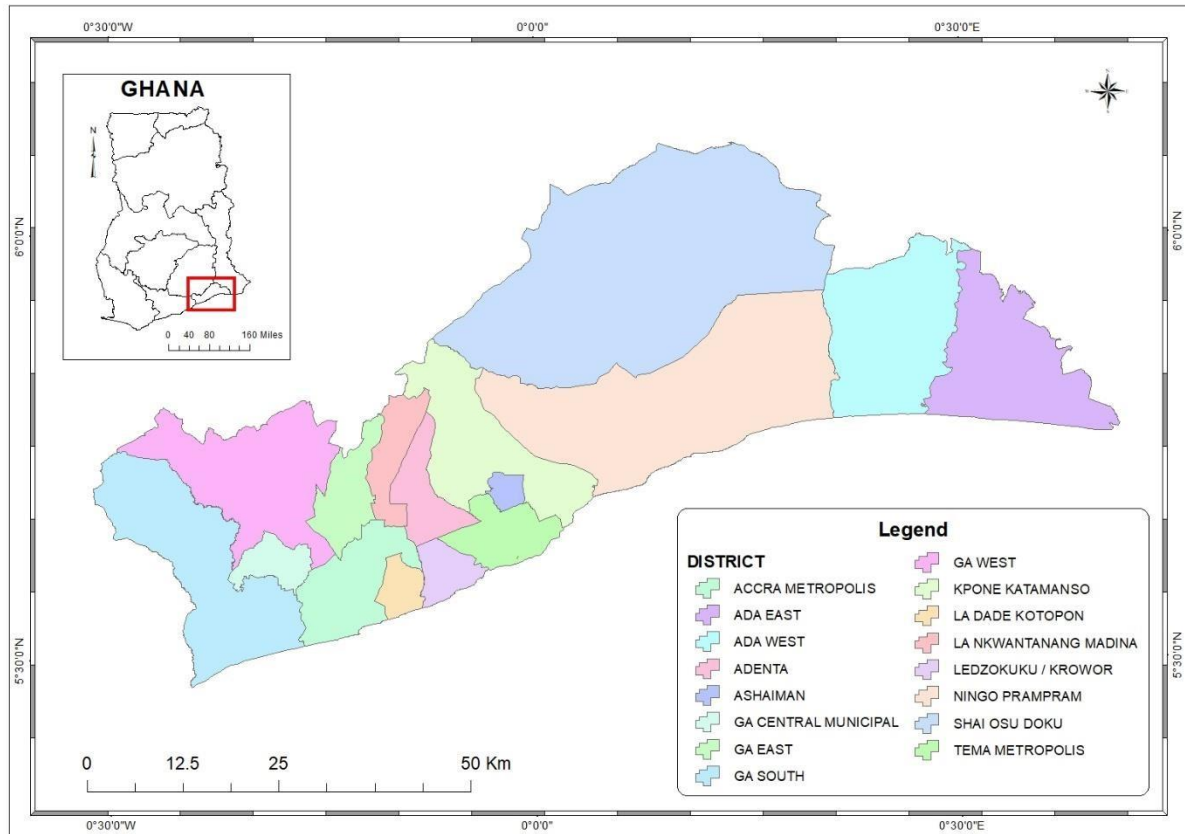 0°30'0"W 0°0'0" 0°30'0"E
GHANA
N
0 40 80 160 Miles
6°0'0"N
6°0'0"N
5°30'0"N
5°30'0"N
Legend
DISTRICT
ACCRA METROPOLIS
ADA EAST
ADA WEST
ADENTA
ASHAIMAN
GA CENTRAL MUNICIPAL
GA EAST
GA SOUTH
GA WEST
KPONE KATAMANSO
LA DADE KOTOPON
LA NKWANTANANG MADINA
LEDZOKUKU / KROWOR
NINGO PRAMPRAM
SHAI OSU DOKU
TEMA METROPOLIS
0 12.5 25 50 Km
0°30'0"W 0°0'0" 0°30'0"E